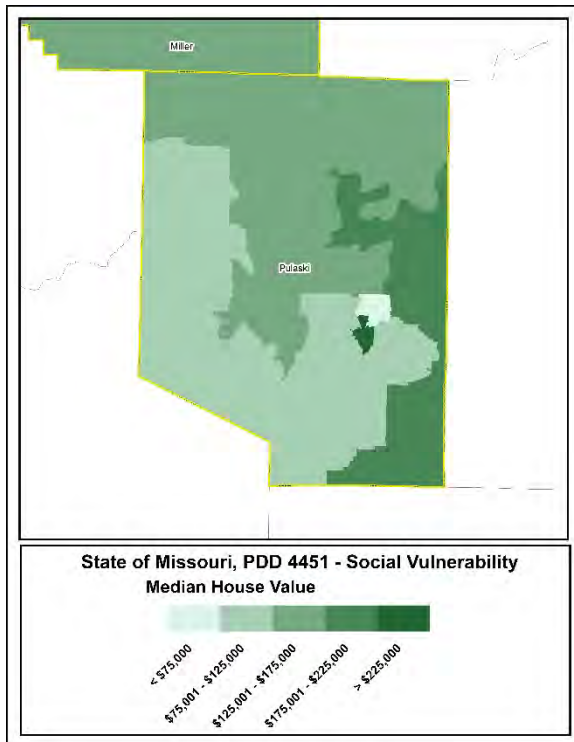 Miller
Pulaski
State of Missouri, PDD 4451 - Social Vulnerability
Median House Value
< $75,000
$75,001 - $125,000
$125,001 - $175,000
$175,001 - $225,000
> $225,000